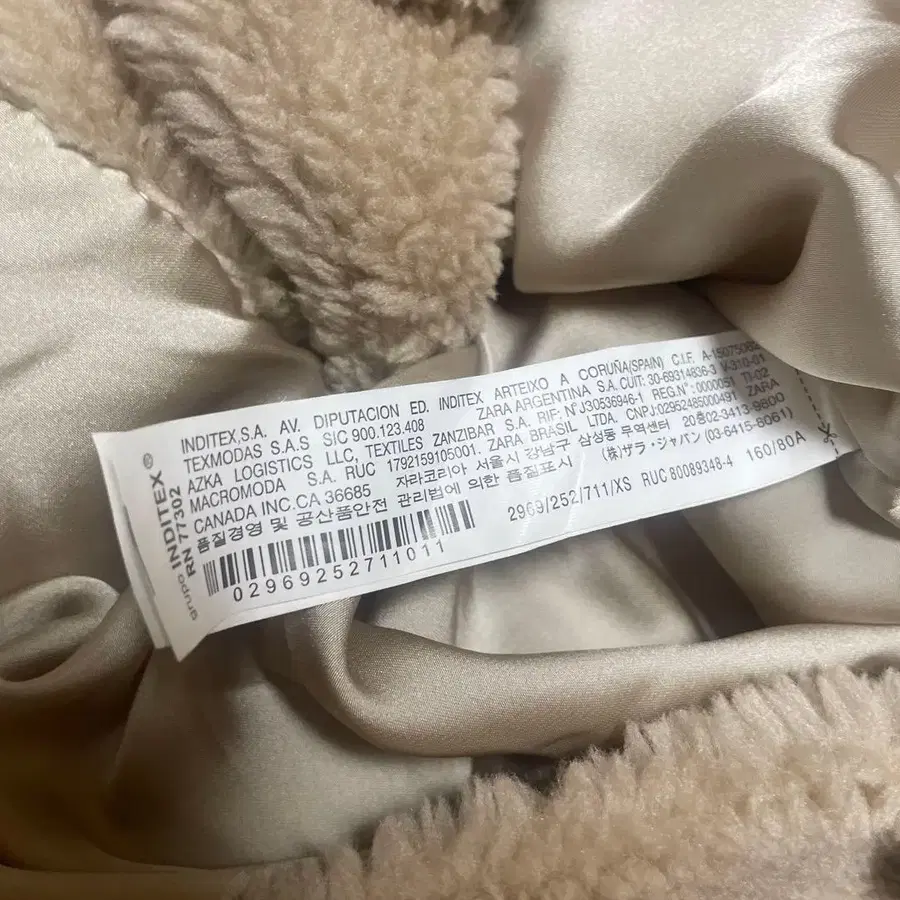 grupo INDITEX®
RN 77302
INDITEX,S.A. AV. DIPUTACION ED. INDITEX ARTEIXO A CORUÑA(SPAIN) C.I.F. A-15075062
TEXMODAS S.A.S SIC 900.123.408 ZARA ARGENTINA S.A. CUIT: 30-69314836-3 V-310-01
AZKA LOGISTICS LLC, TEXTILES ZANZIBAR S.A. RIF: Nº J30536946-1 REG.Nº: 0000051 TI-02
MACROMODA S.A. RUC 1792159105001. ZARA BRASIL LTDA, CNPJ:02952485000491 ZARA
CANADA INC.CA 36685 자라코리아 서울시 강남구 삼성동 무역센터 20층02-3413-9800
품질경영 및 공산품안전 관리법에 의한 품질표시 (株)ザラ・ジャパン (03-6415-8061)
2969/252/711/XS RUC 80089348-4 160/80A
02969252711011